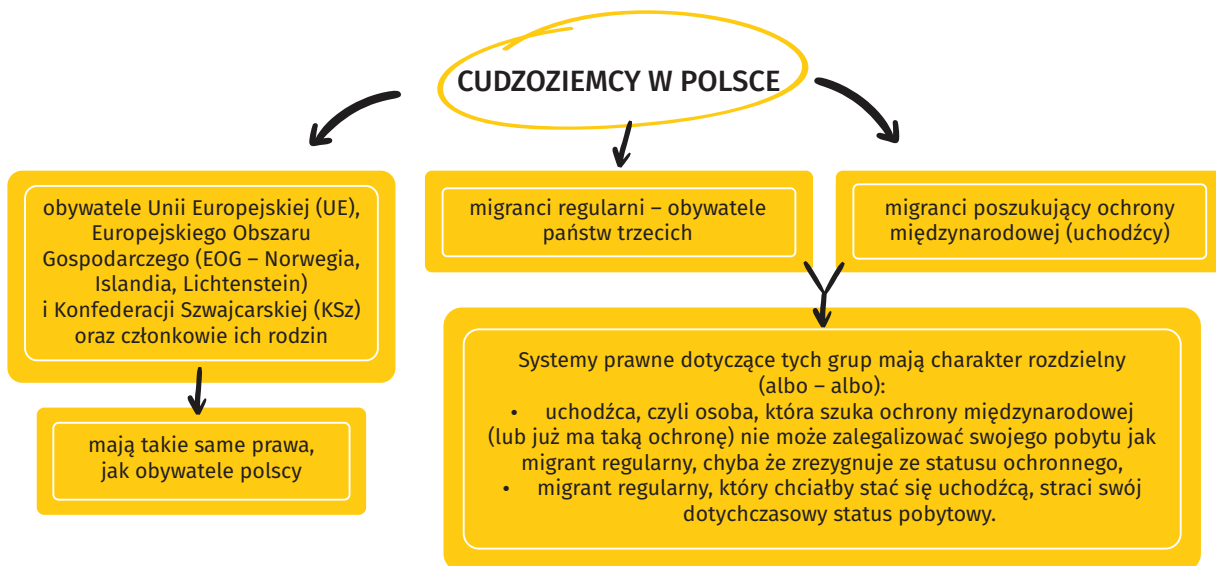 CUDZOZIEMCY W POLSCE
obywatele Unii Europejskiej (UE),
Europejskiego Obszaru
Gospodarczego (EOG – Norwegia,
Islandia, Lichtenstein)
i Konfederacji Szwajcarskiej (KSz)
oraz członkowie ich rodzin
mają takie same prawa,
jak obywatele polscy
migranci regularni – obywatele
państw trzecich
migranci poszukujący ochrony
międzynarodowej (uchodźcy)
Systemy prawne dotyczące tych grup mają charakter rozdzielny
(albo – albo):
• uchodźca, czyli osoba, która szuka ochrony międzynarodowej
(lub już ma taką ochronę) nie może zalegalizować swojego pobytu jak
migrant regularny, chyba że zrezygnuje ze statusu ochronnego,
• migrant regularny, który chciałby stać się uchodźcą, straci swój
dotychczasowy status pobytowy.